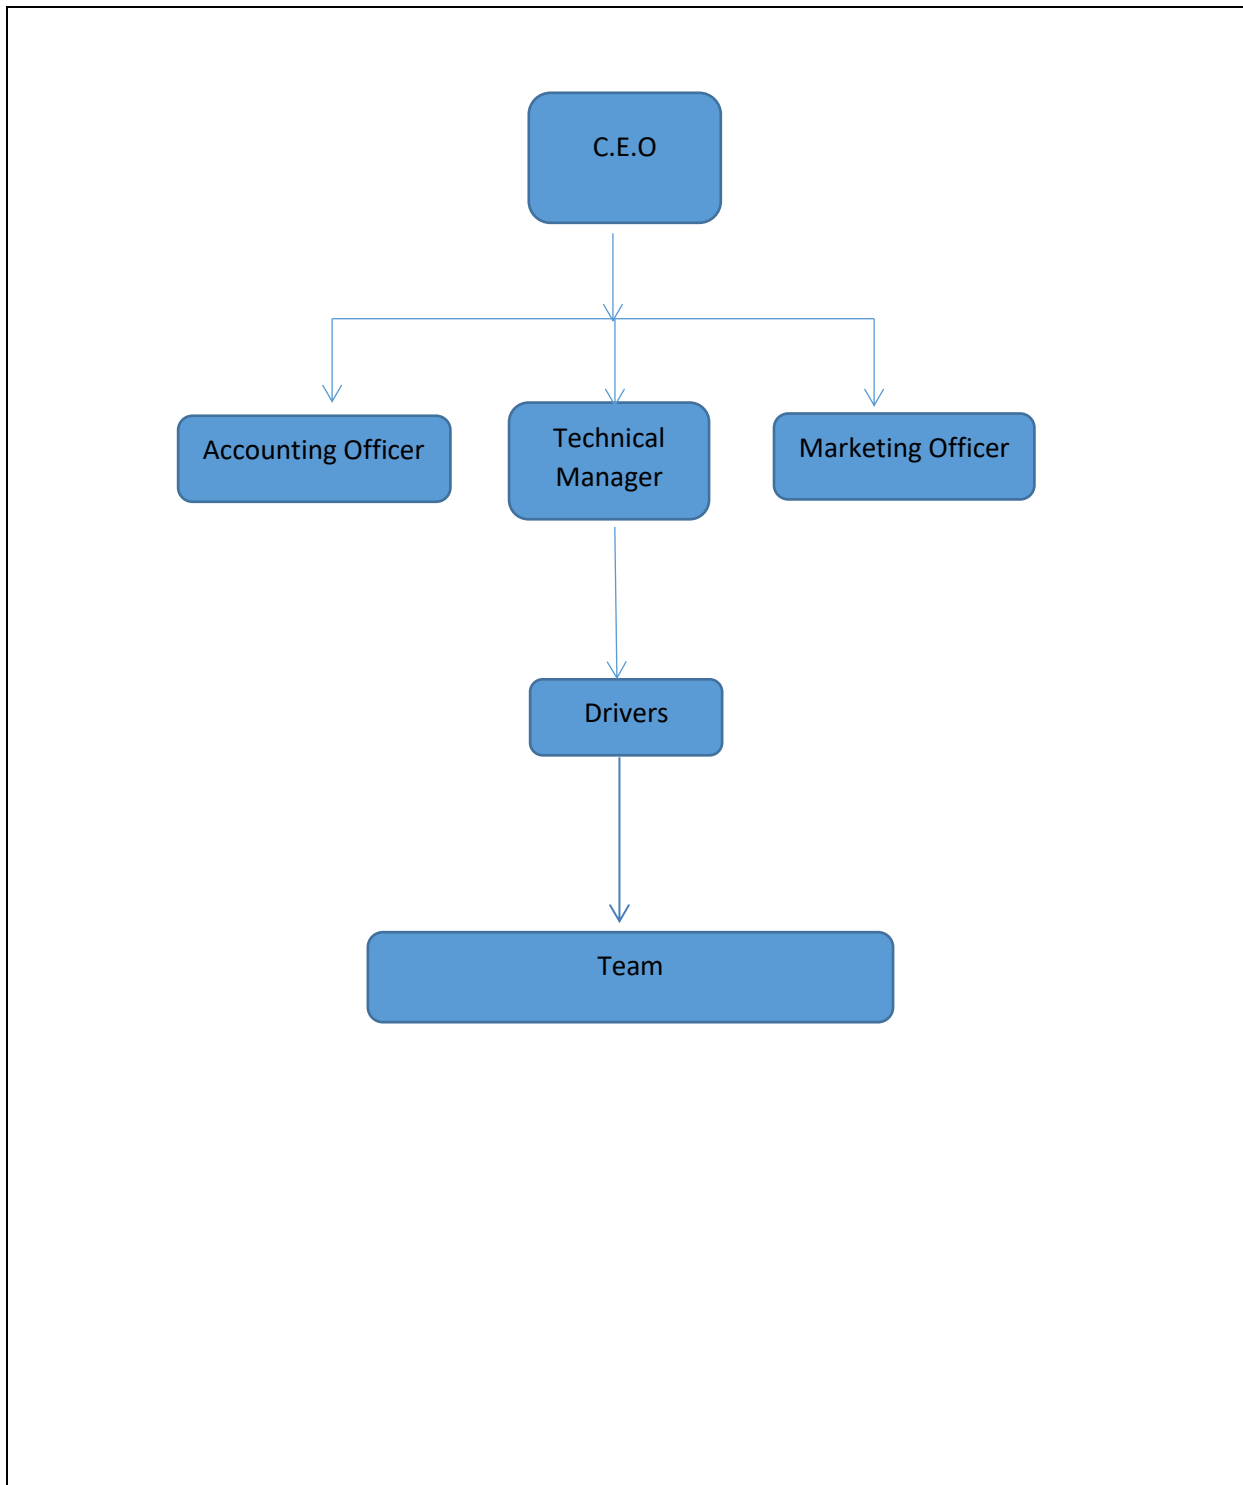 C.E.O
Accounting Officer
Technical
Manager
Marketing Officer
Drivers
Team